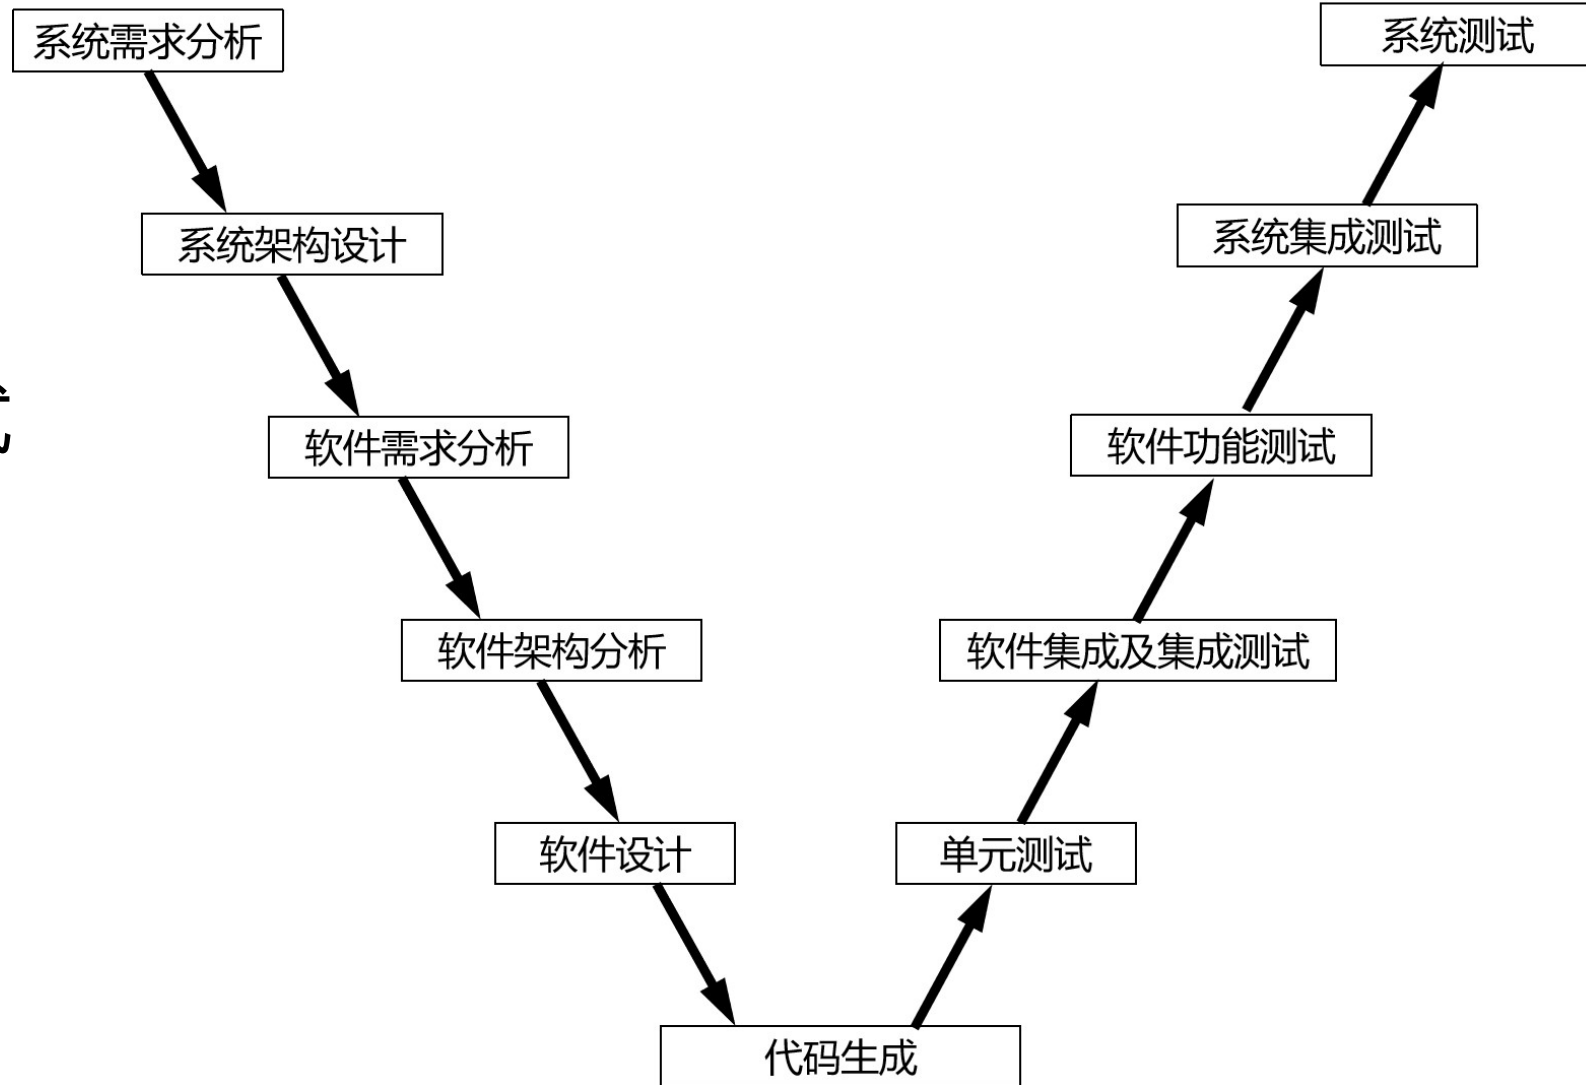 系统需求分析
系统测试
系统架构设计
系统集成测试
软件需求分析
软件功能测试
软件架构分析
软件集成及集成测试
软件设计
单元测试
代码生成